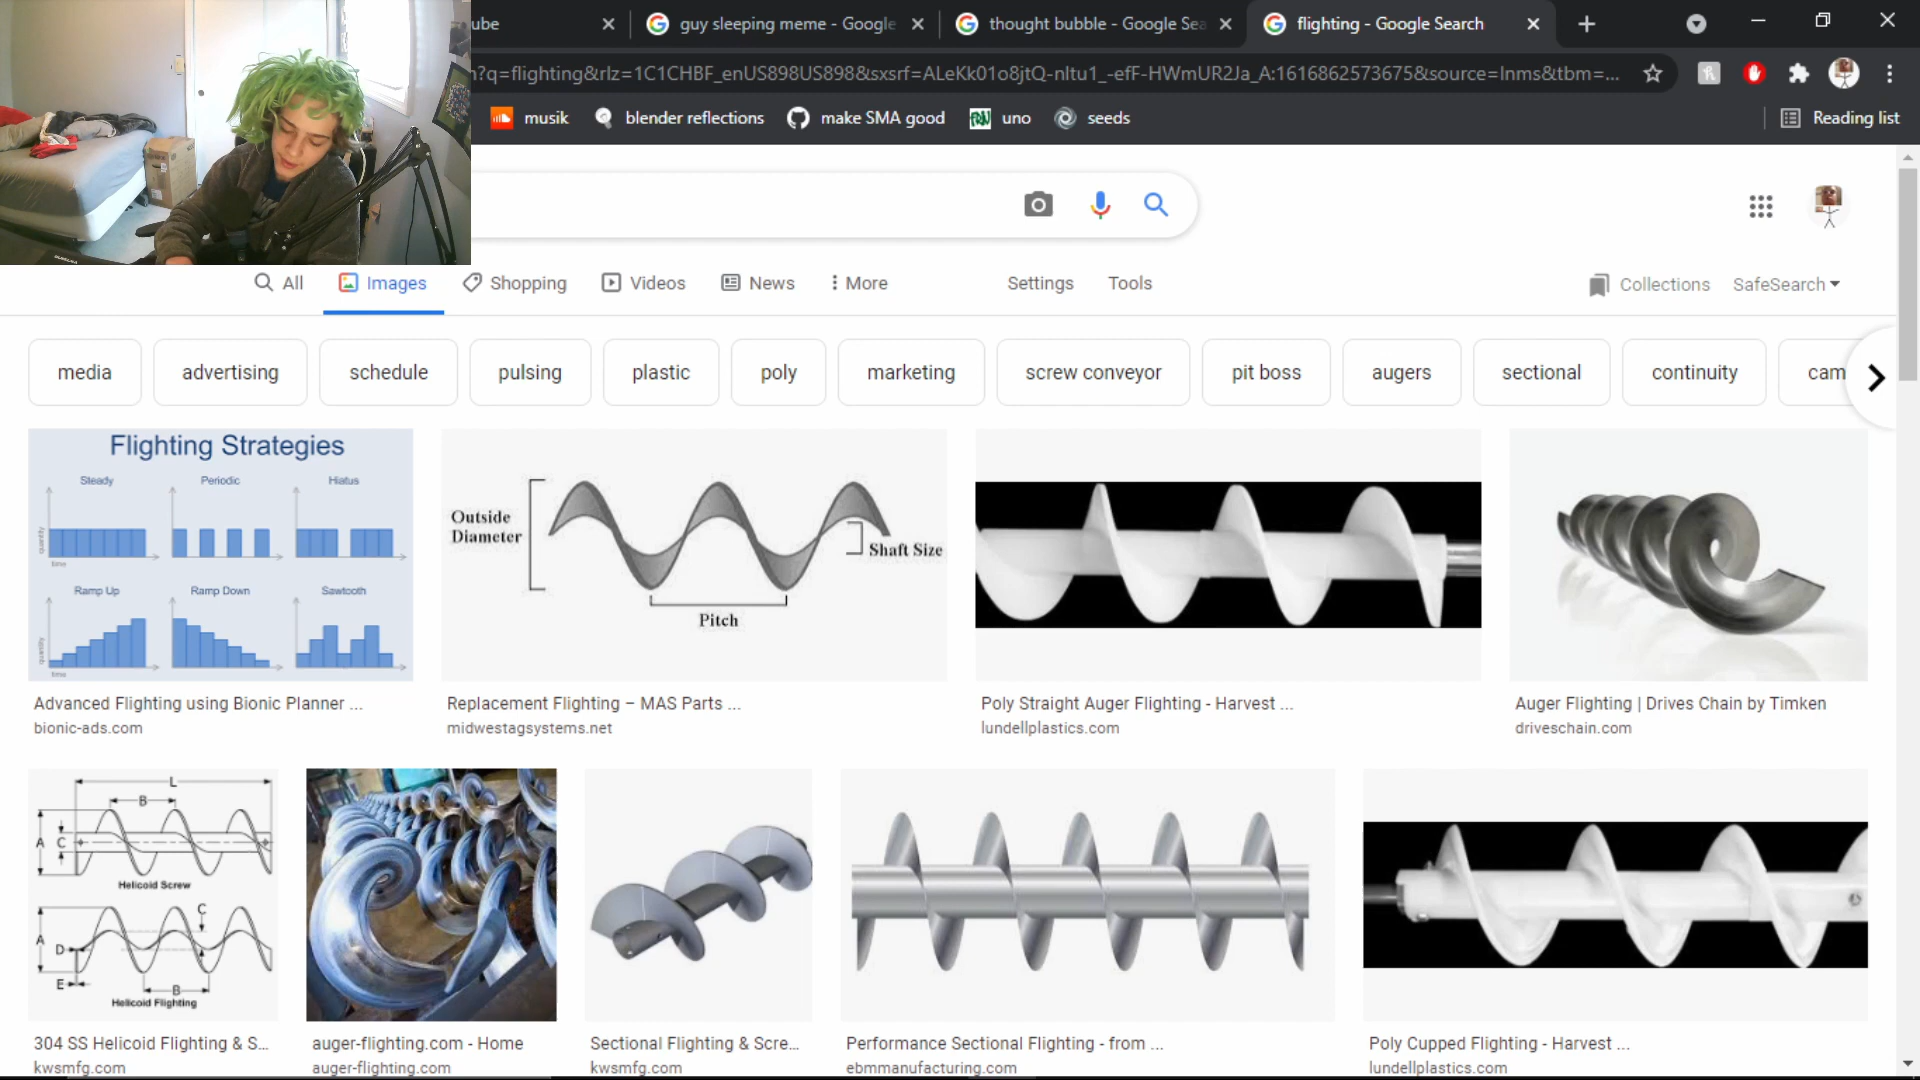 ube
guy sleeping meme - Google
thought bubble - Google Sea
flighting - Google Search
?q=flighting&rlz=1C1CHBF_enUS898US898&sxsrf=ALeKk01o8jtQ-nltu1_-efF-HWmUR2Ja_A:1616862573675&source=lnms&tbm=...
musik
blender reflections
make SMA good
uno
seeds
Reading list
All
Images
Shopping
Videos
News
More
Settings
Tools
Collections
SafeSearch
media
advertising
schedule
pulsing
plastic
poly
marketing
screw conveyor
pit boss
augers
sectional
continuity
cam
Flighting Strategies
Steady
Periodic
Hiatus
quantity
time
Ramp Up
Ramp Down
Sawtooth
quantity
time
Outside
Diameter
Shaft Size
Pitch
Advanced Flighting using Bionic Planner ...
bionic-ads.com
Replacement Flighting – MAS Parts ...
midwestagsystems.net
Poly Straight Auger Flighting - Harvest ...
lundellplastics.com
Auger Flighting | Drives Chain by Timken
driveschain.com
L
B
A
C
Helicoid Screw
C
A
D
E
B
Helicoid Flighting
304 SS Helicoid Flighting & S...
kwsmfg.com
auger-flighting.com - Home
auger-flighting.com
Sectional Flighting & Scre...
kwsmfg.com
Performance Sectional Flighting - from ...
ebmmanufacturing.com
Poly Cupped Flighting - Harvest ...
lundellplastics.com